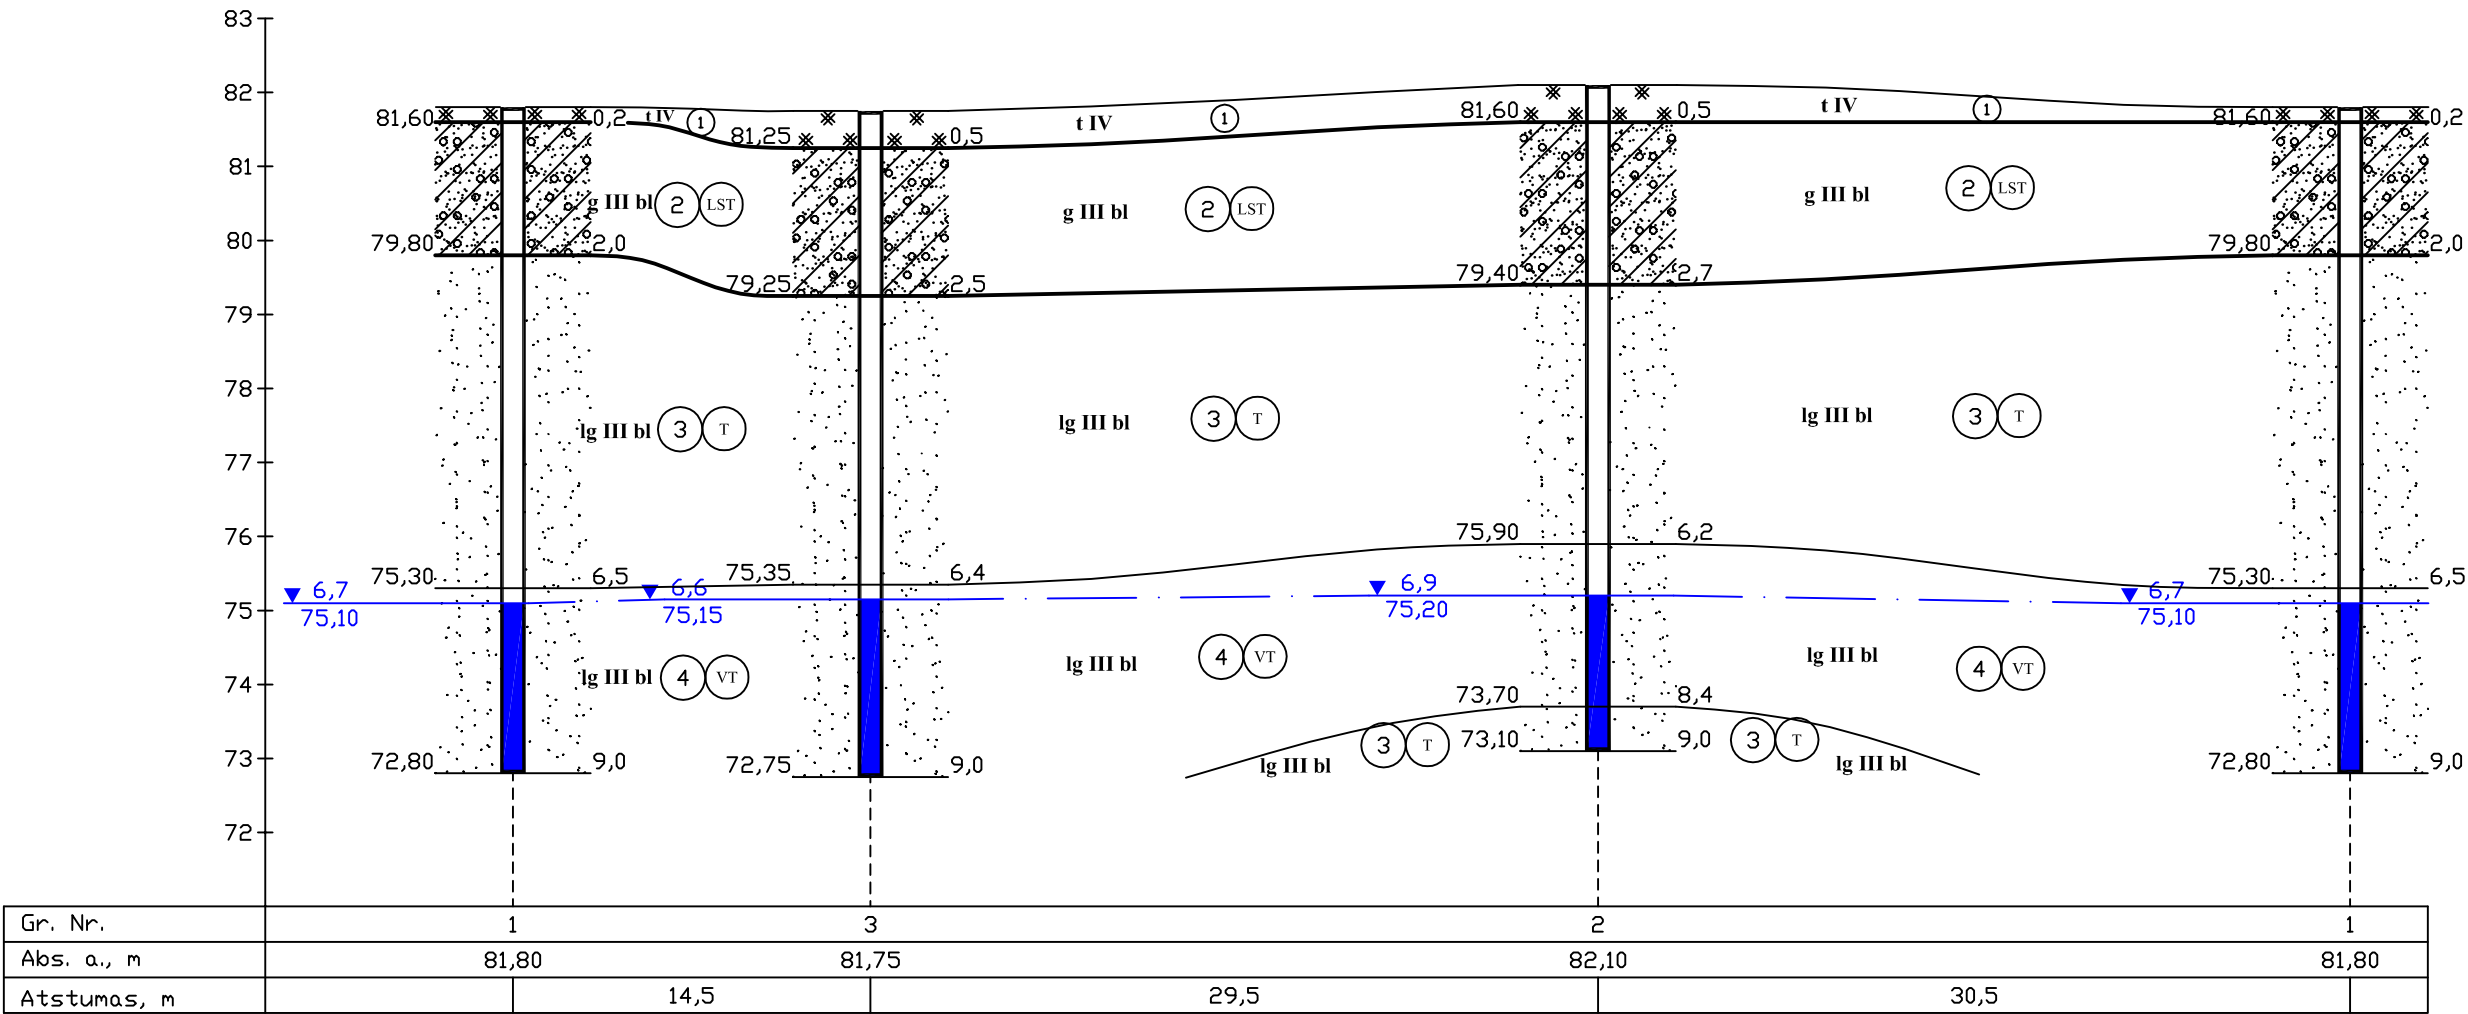 83
82
81
80
79
78
77
76
75
74
73
72
81,60 0,2 t IV 1 81,25 0,5 t IV 1 81,60 0,5 t IV 1 81,60 0,2
g III bl 2 LST g III bl 2 LST g III bl 2 LST
79,80 2,0 79,25 2,5 79,40 2,7 79,80 2,0
lg III bl 3 T lg III bl 3 T lg III bl 3 T
75,30 6,5 75,35 6,4 75,90 6,2 75,30 6,5
6,7 6,6 6,9 6,7
75,10 75,15 75,20 75,10
lg III bl 4 VT lg III bl 4 VT lg III bl 4 VT
73,70 8,4
3 T 73,10 9,0 3 T
lg III bl lg III bl
72,80 9,0 72,75 9,0 72,80 9,0
Gr. Nr. 1 3 2 1
Abs. a., m 81,80 81,75 82,10 81,80
Atstumas, m 14,5 29,5 30,5